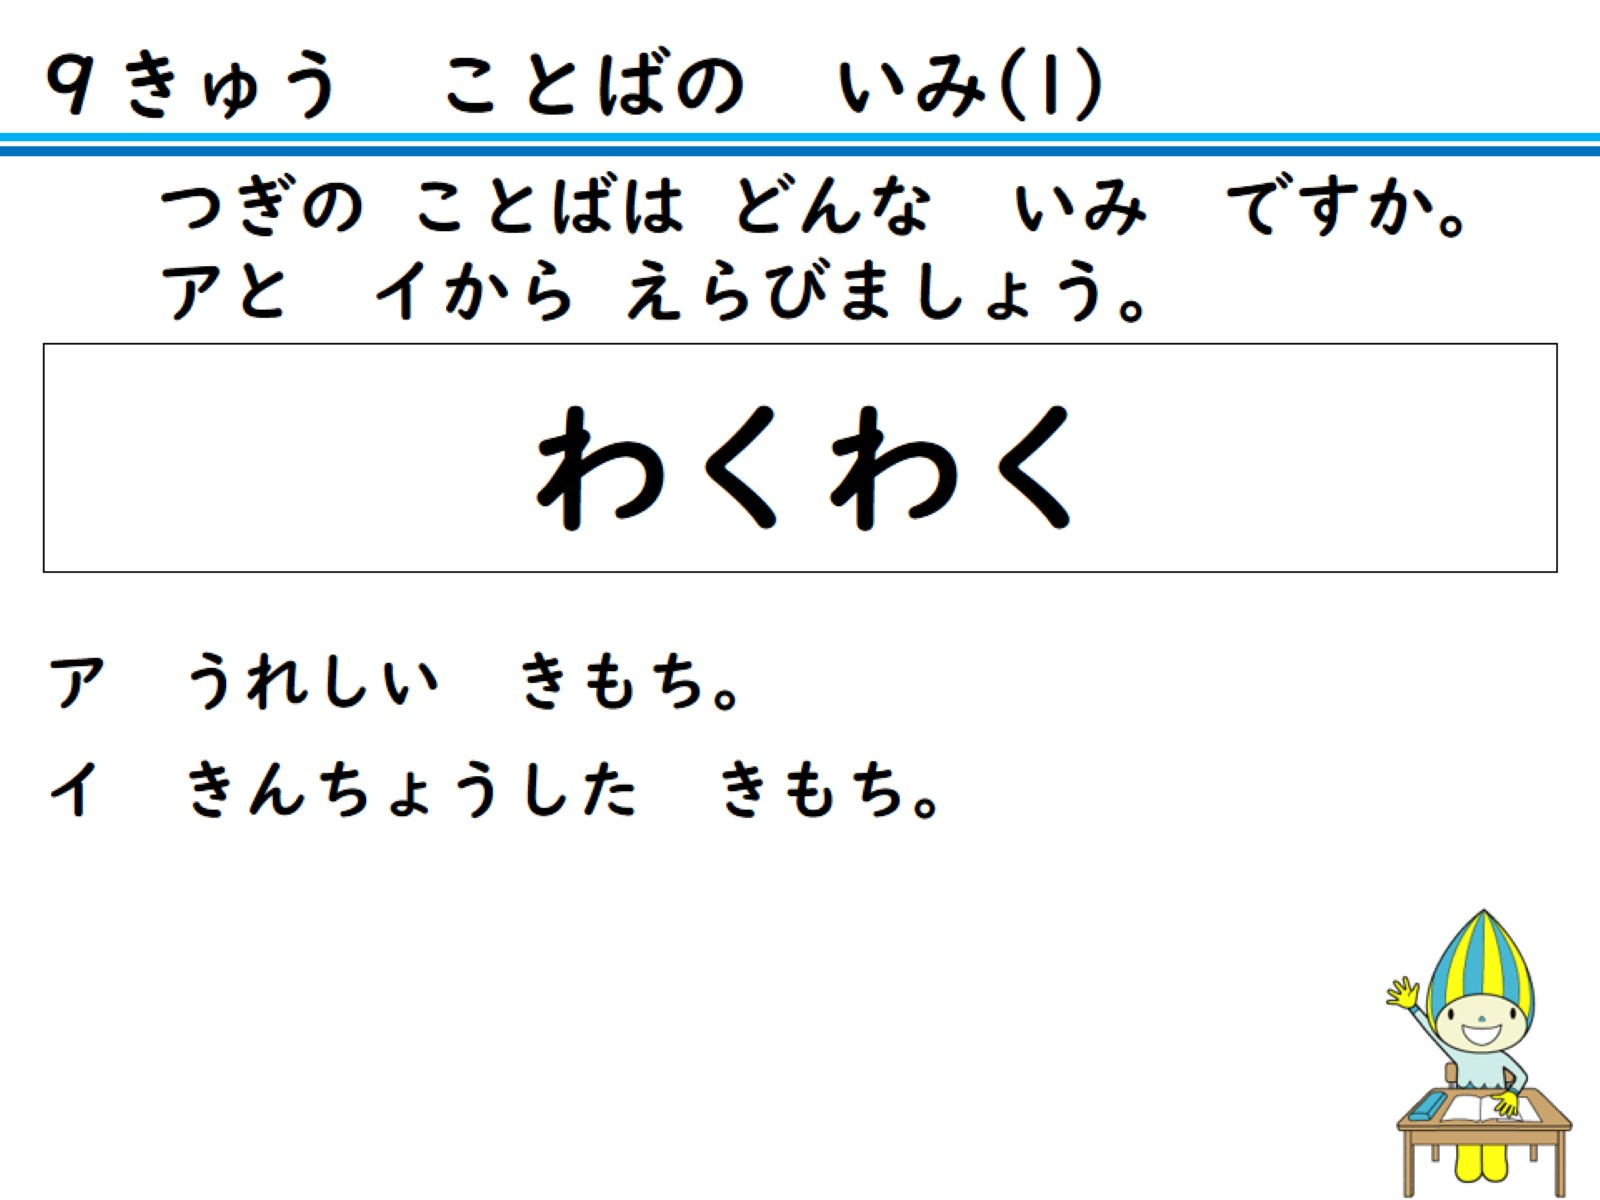 ９きゅう　ことばの　いみ(1)
つぎの ことばは どんな　いみ　ですか。
アと　イから えらびましょう。
わくわく
ア　うれしい　きもち。
イ　きんちょうした　きもち。